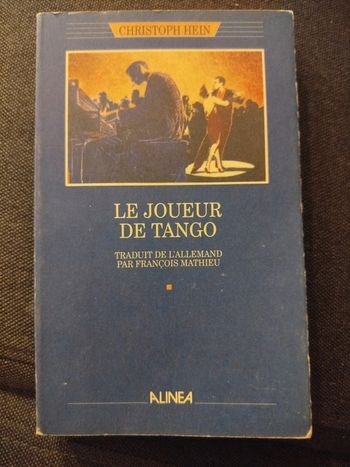 CHRISTOPH HEIN
LE JOUEUR
DE TANGO
TRADUIT DE L'ALLEMAND
PAR FRANÇOIS MATHIEU
ALINEA